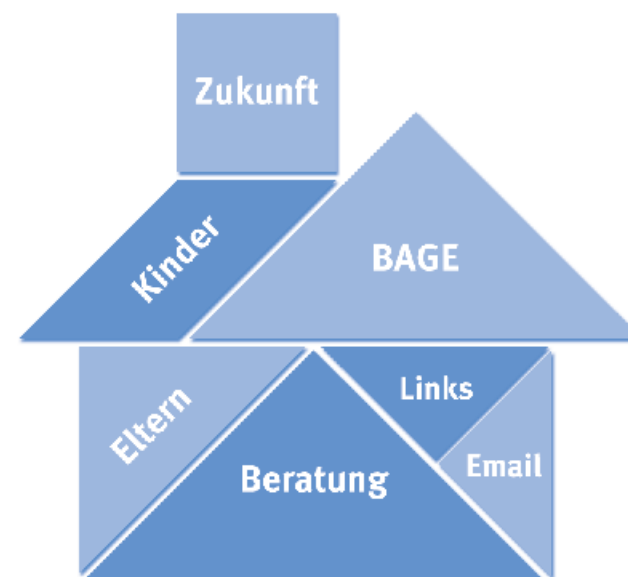 Zukunft
Kinder
BAGE
Eltern
Beratung
Links
Email